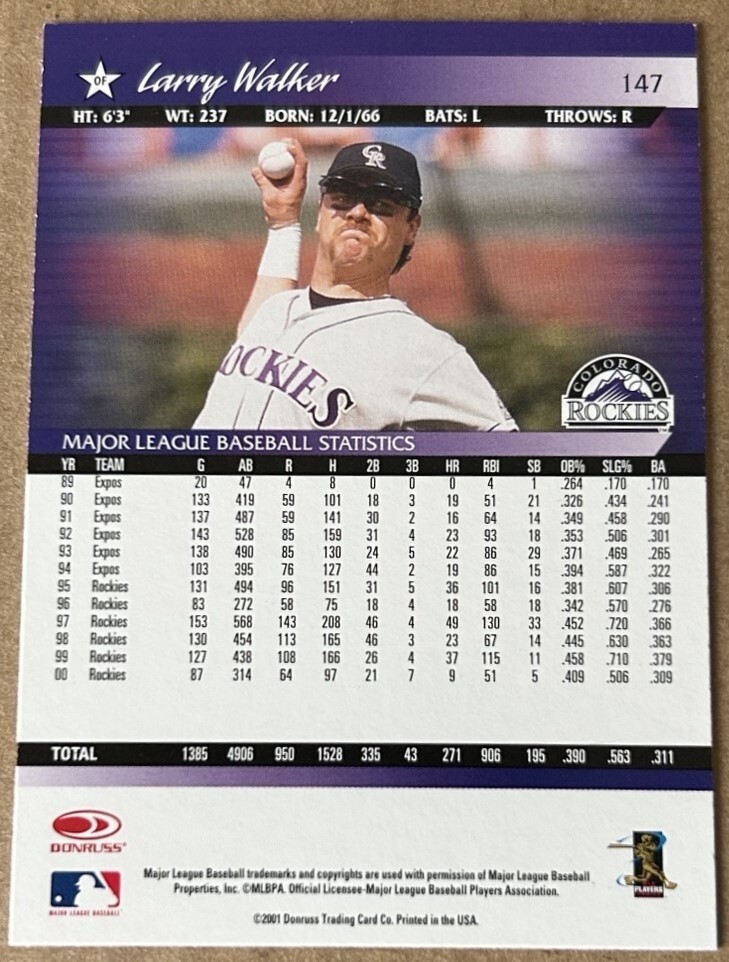 OF Larry Walker 147
HT: 6'3" WT: 237 BORN: 12/1/66 BATS: L THROWS: R
CR
ROCKIES
COLORADO
ROCKIES
MAJOR LEAGUE BASEBALL STATISTICS
YR TEAM G AB R H 2B 3B HR RBI SB OB% SLG% BA
89 Expos 20 47 4 8 0 0 0 4 1 .264 .170 .170
90 Expos 133 419 59 101 18 3 19 51 21 .326 .434 .241
91 Expos 137 487 59 141 30 2 16 64 14 .349 .458 .290
92 Expos 143 528 85 159 31 4 23 93 18 .353 .506 .301
93 Expos 138 490 85 130 24 5 22 86 29 .371 .469 .265
94 Expos 103 395 76 127 44 2 19 86 15 .394 .587 .322
95 Rockies 131 494 96 151 31 5 36 101 16 .381 .607 .306
96 Rockies 83 272 58 75 18 4 18 58 18 .342 .570 .276
97 Rockies 153 568 143 208 46 4 49 130 33 .452 .720 .366
98 Rockies 130 454 113 165 46 3 23 67 14 .445 .630 .363
99 Rockies 127 438 108 166 26 4 37 115 11 .458 .710 .379
00 Rockies 87 314 64 97 21 7 9 51 5 .409 .506 .309
TOTAL 1385 4906 950 1528 335 43 271 906 195 .390 .563 .311
DONRUSS
Major League Baseball trademarks and copyrights are used with permission of Major League Baseball
Properties, Inc. ©MLBPA. Official Licensee-Major League Baseball Players Association.
MAJOR LEAGUE BASEBALL
PLAYERS
©2001 Donruss Trading Card Co. Printed in the USA.